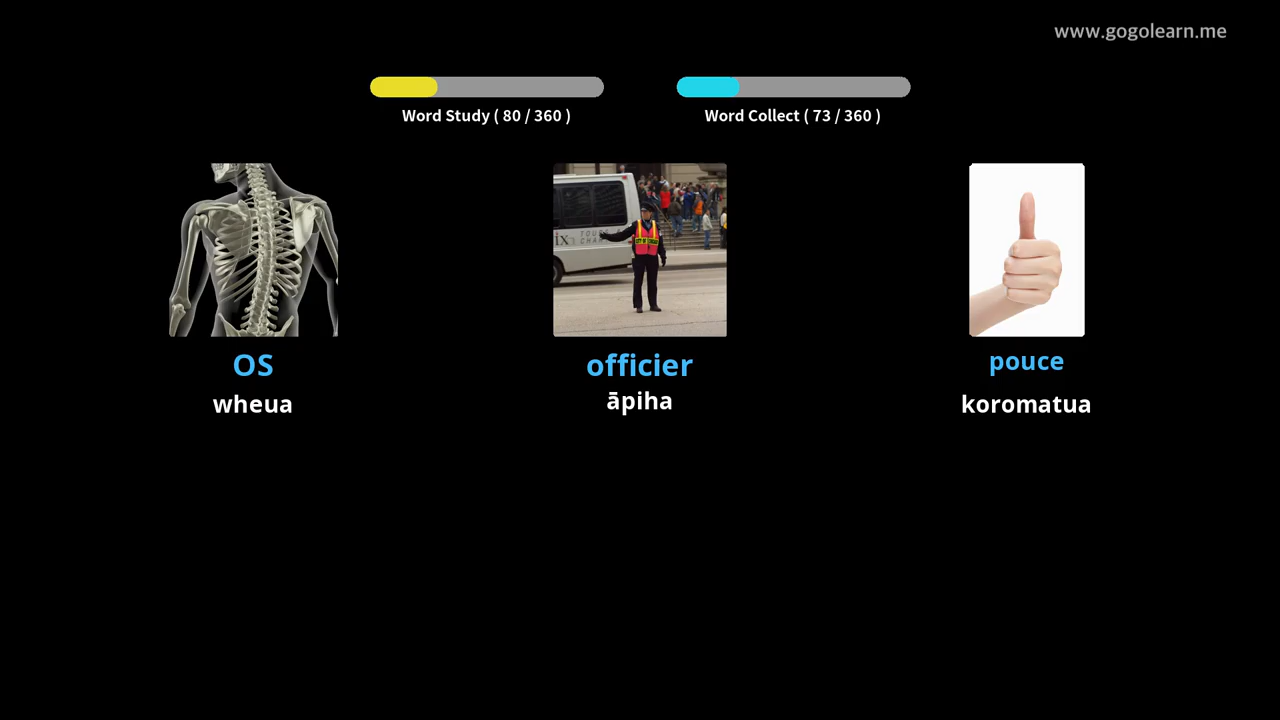 www.gogolearn.me
Word Study ( 80 / 360 )
Word Collect ( 73 / 360 )
OS
officier
pouce
wheua
āpiha
koromatua